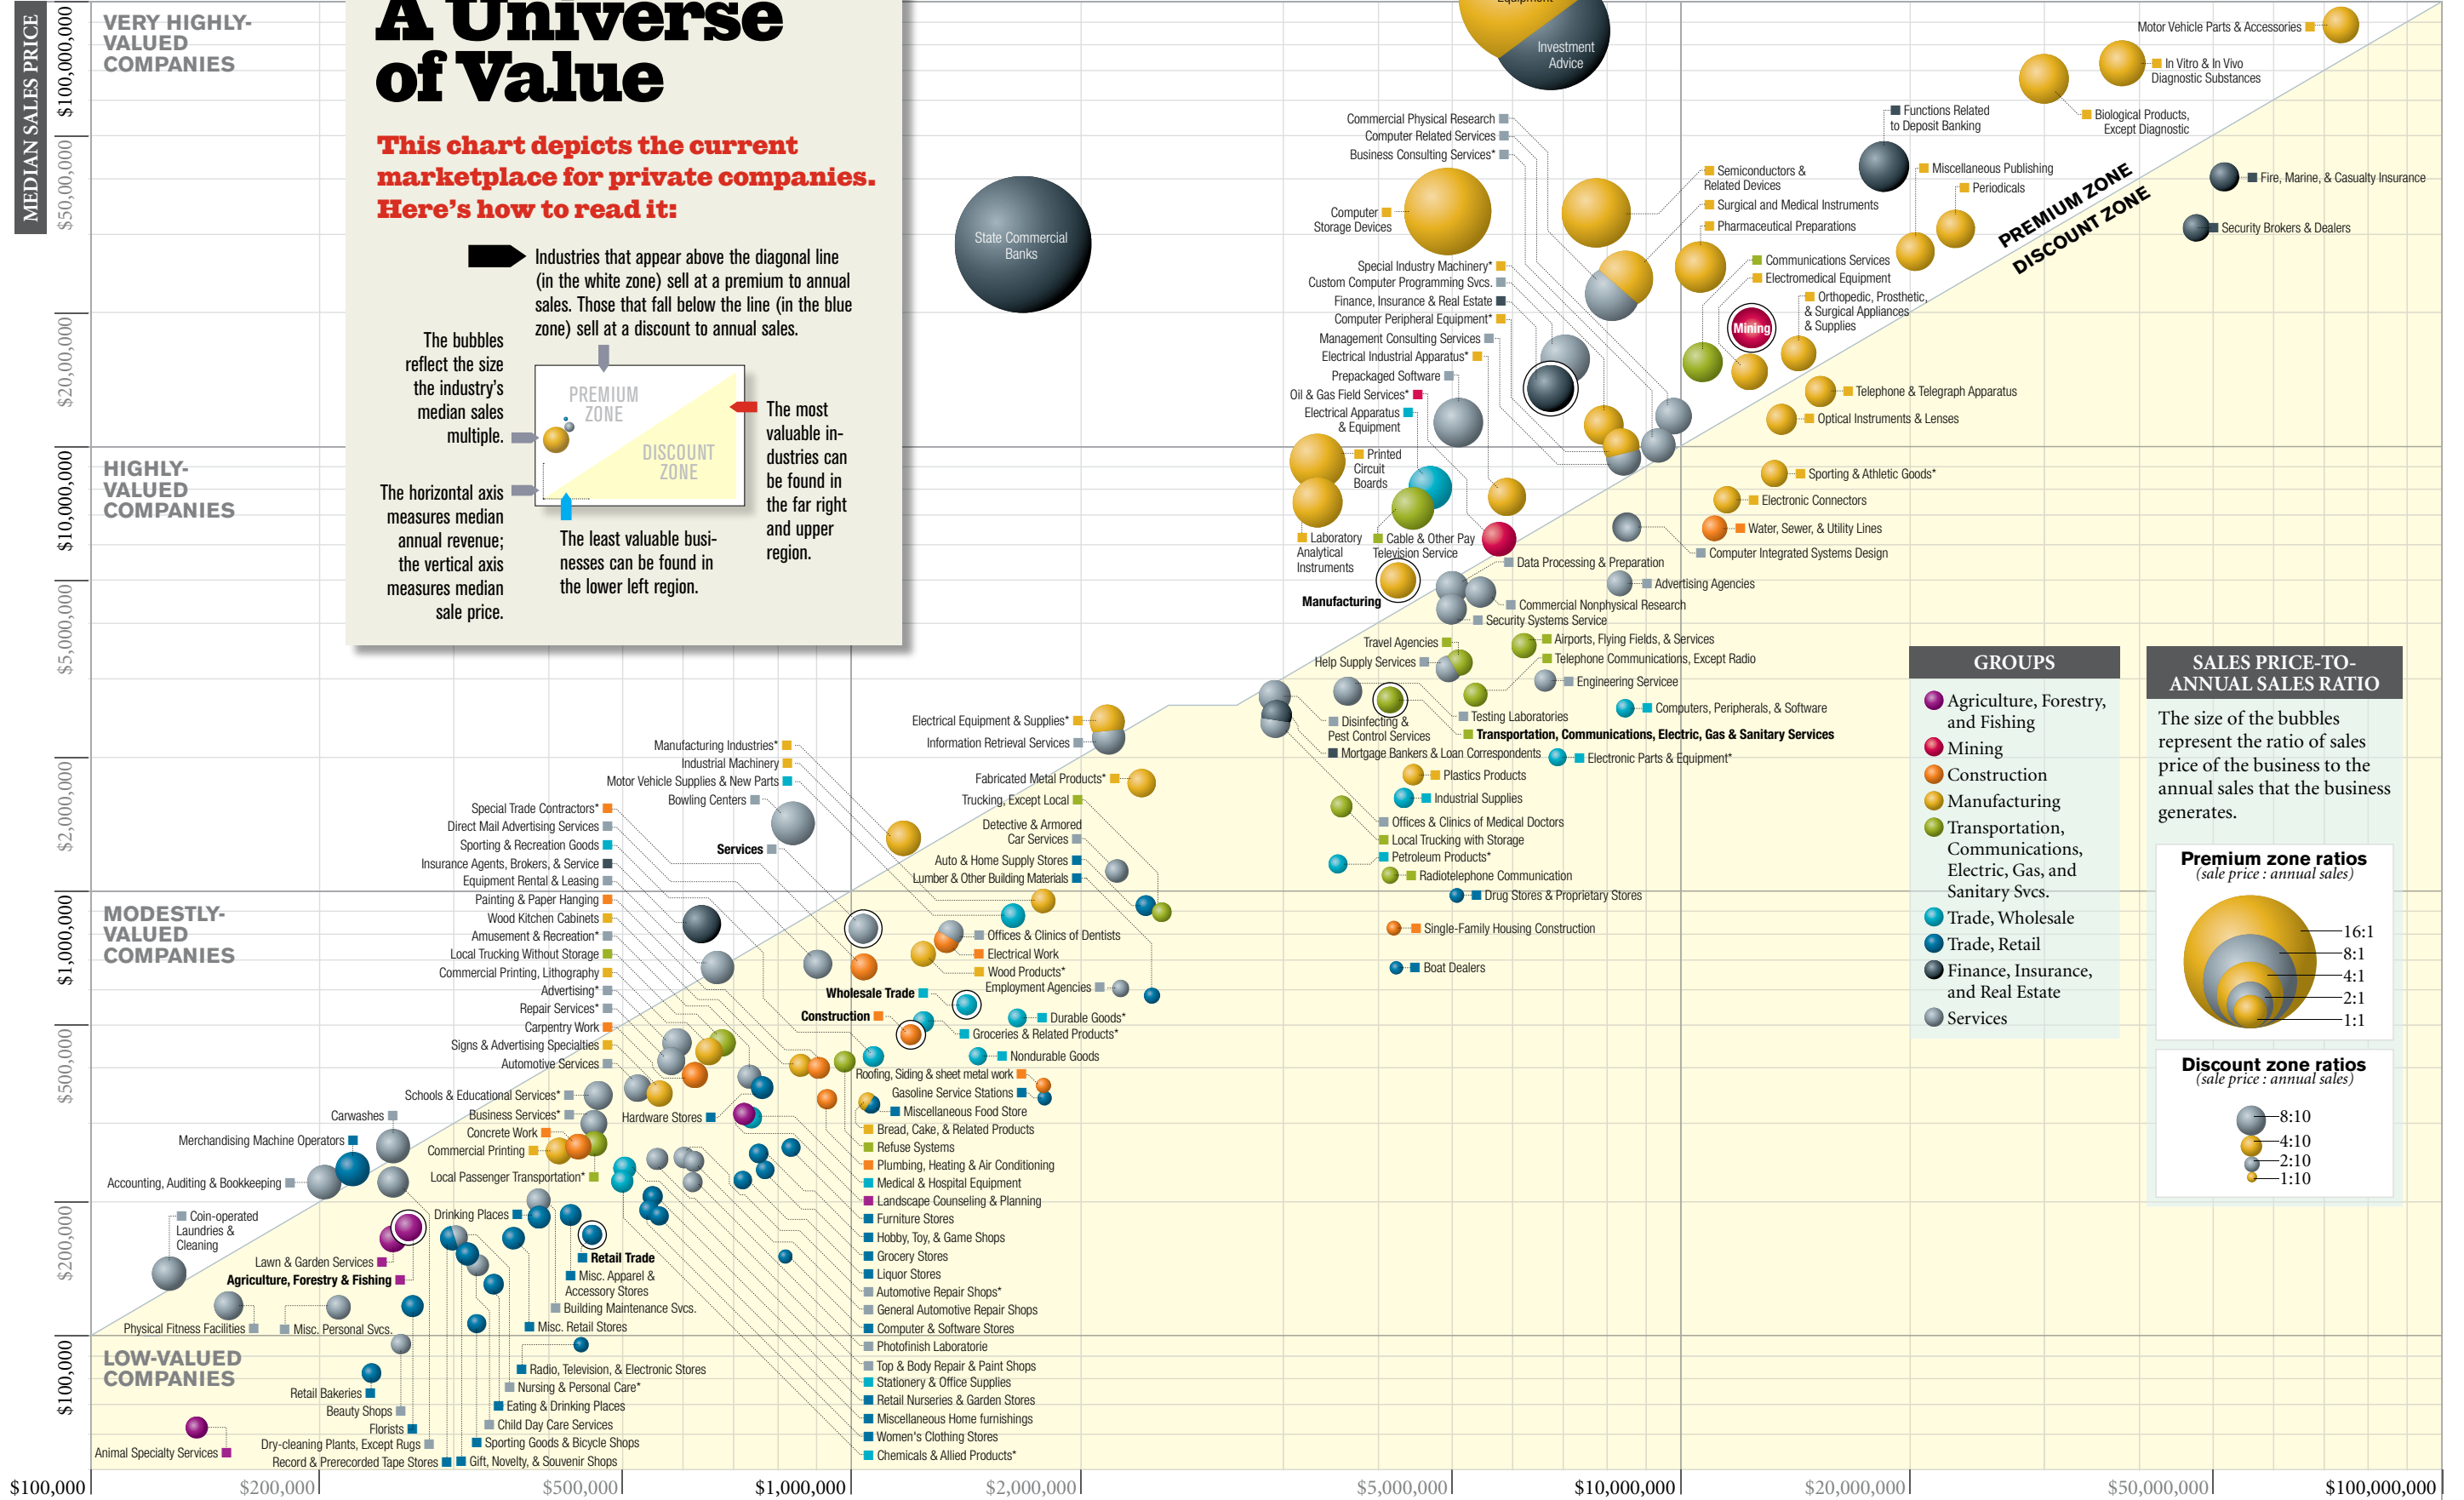 MEDIAN SALES PRICE
$100,000,000
$50,000,000
$20,000,000
$10,000,000
$5,000,000
$2,000,000
$1,000,000
$500,000
$200,000
$100,000
VERY HIGHLY-
VALUED
COMPANIES
HIGHLY-
VALUED
COMPANIES
MODESTLY-
VALUED
COMPANIES
LOW-VALUED
COMPANIES
A Universe
of Value
This chart depicts the current
marketplace for private companies.
Here's how to read it:
Industries that appear above the diagonal line
(in the white zone) sell at a premium to annual
sales. Those that fall below the line (in the blue
zone) sell at a discount to annual sales.
The bubbles
reflect the size
the industry's
median sales
multiple.
The horizontal axis
measures median
annual revenue;
the vertical axis
measures median
sale price.
PREMIUM
ZONE
DISCOUNT
ZONE
The most
valuable in-
dustries can
be found in
the far right
and upper
region.
The least valuable busi-
nesses can be found in
the lower left region.
Equipment
Investment
Advice
State Commercial
Banks
Motor Vehicle Parts & Accessories
In Vitro & In Vivo
Diagnostic Substances
Biological Products,
Except Diagnostic
Functions Related
to Deposit Banking
Miscellaneous Publishing
Periodicals
PREMIUM ZONE
DISCOUNT ZONE
Fire, Marine, & Casualty Insurance
Security Brokers & Dealers
Commercial Physical Research
Computer Related Services
Business Consulting Services*
Computer
Storage Devices
Semiconductors &
Related Devices
Surgical and Medical Instruments
Pharmaceutical Preparations
Communications Services
Electromedical Equipment
Orthopedic, Prosthetic,
& Surgical Appliances
& Supplies
Mining
Special Industry Machinery*
Custom Computer Programming Svcs.
Finance, Insurance & Real Estate
Computer Peripheral Equipment*
Management Consulting Services
Electrical Industrial Apparatus*
Prepackaged Software
Oil & Gas Field Services*
Electrical Apparatus
& Equipment
Telephone & Telegraph Apparatus
Optical Instruments & Lenses
Printed
Circuit
Boards
Sporting & Athletic Goods*
Electronic Connectors
Water, Sewer, & Utility Lines
Computer Integrated Systems Design
Laboratory
Analytical
Instruments
Cable & Other Pay
Television Service
Data Processing & Preparation
Advertising Agencies
Manufacturing
Commercial Nonphysical Research
Security Systems Service
Travel Agencies
Airports, Flying Fields, & Services
Help Supply Services
Telephone Communications, Except Radio
Engineering Servicee
Computers, Peripherals, & Software
Disinfecting &
Pest Control Services
Testing Laboratories
Transportation, Communications, Electric, Gas & Sanitary Services
Mortgage Bankers & Loan Correspondents
Electronic Parts & Equipment*
Plastics Products
Industrial Supplies
Offices & Clinics of Medical Doctors
Local Trucking with Storage
Petroleum Products*
Radiotelephone Communication
Drug Stores & Proprietary Stores
Single-Family Housing Construction
Boat Dealers
Electrical Equipment & Supplies*
Information Retrieval Services
Fabricated Metal Products*
Trucking, Except Local
Detective & Armored
Car Services
Auto & Home Supply Stores
Lumber & Other Building Materials
Manufacturing Industries*
Industrial Machinery
Motor Vehicle Supplies & New Parts
Bowling Centers
Services
Special Trade Contractors*
Direct Mail Advertising Services
Sporting & Recreation Goods
Insurance Agents, Brokers, & Service
Equipment Rental & Leasing
Painting & Paper Hanging
Wood Kitchen Cabinets
Amusement & Recreation*
Local Trucking Without Storage
Commercial Printing, Lithography
Advertising*
Repair Services*
Carpentry Work
Signs & Advertising Specialties
Automotive Services
Offices & Clinics of Dentists
Electrical Work
Wood Products*
Employment Agencies
Wholesale Trade
Construction
Durable Goods*
Groceries & Related Products*
Nondurable Goods
Roofing, Siding & sheet metal work
Gasoline Service Stations
Miscellaneous Food Store
Schools & Educational Services*
Business Services*
Concrete Work
Commercial Printing
Local Passenger Transportation*
Hardware Stores
Carwashes
Merchandising Machine Operators
Accounting, Auditing & Bookkeeping
Coin-operated
Laundries &
Cleaning
Lawn & Garden Services
Agriculture, Forestry & Fishing
Physical Fitness Facilities
Misc. Personal Svcs.
Drinking Places
Retail Trade
Misc. Apparel &
Accessory Stores
Building Maintenance Svcs.
Misc. Retail Stores
Radio, Television, & Electronic Stores
Nursing & Personal Care*
Eating & Drinking Places
Child Day Care Services
Sporting Goods & Bicycle Shops
Gift, Novelty, & Souvenir Shops
Retail Bakeries
Beauty Shops
Florists
Dry-cleaning Plants, Except Rugs
Record & Prerecorded Tape Stores
Animal Specialty Services
Bread, Cake, & Related Products
Refuse Systems
Plumbing, Heating & Air Conditioning
Medical & Hospital Equipment
Landscape Counseling & Planning
Furniture Stores
Hobby, Toy, & Game Shops
Grocery Stores
Liquor Stores
Automotive Repair Shops*
General Automotive Repair Shops
Computer & Software Stores
Photofinish Laboratorie
Top & Body Repair & Paint Shops
Stationery & Office Supplies
Retail Nurseries & Garden Stores
Miscellaneous Home furnishings
Women's Clothing Stores
Chemicals & Allied Products*
GROUPS
Agriculture, Forestry,
and Fishing
Mining
Construction
Manufacturing
Transportation,
Communications,
Electric, Gas, and
Sanitary Svcs.
Trade, Wholesale
Trade, Retail
Finance, Insurance,
and Real Estate
Services
SALES PRICE-TO-
ANNUAL SALES RATIO
The size of the bubbles
represent the ratio of sales
price of the business to the
annual sales that the business
generates.
Premium zone ratios
(sale price : annual sales)
16:1
8:1
4:1
2:1
1:1
Discount zone ratios
(sale price : annual sales)
8:10
4:10
2:10
1:10
$100,000
$200,000
$500,000
$1,000,000
$2,000,000
$5,000,000
$10,000,000
$20,000,000
$50,000,000
$100,000,000